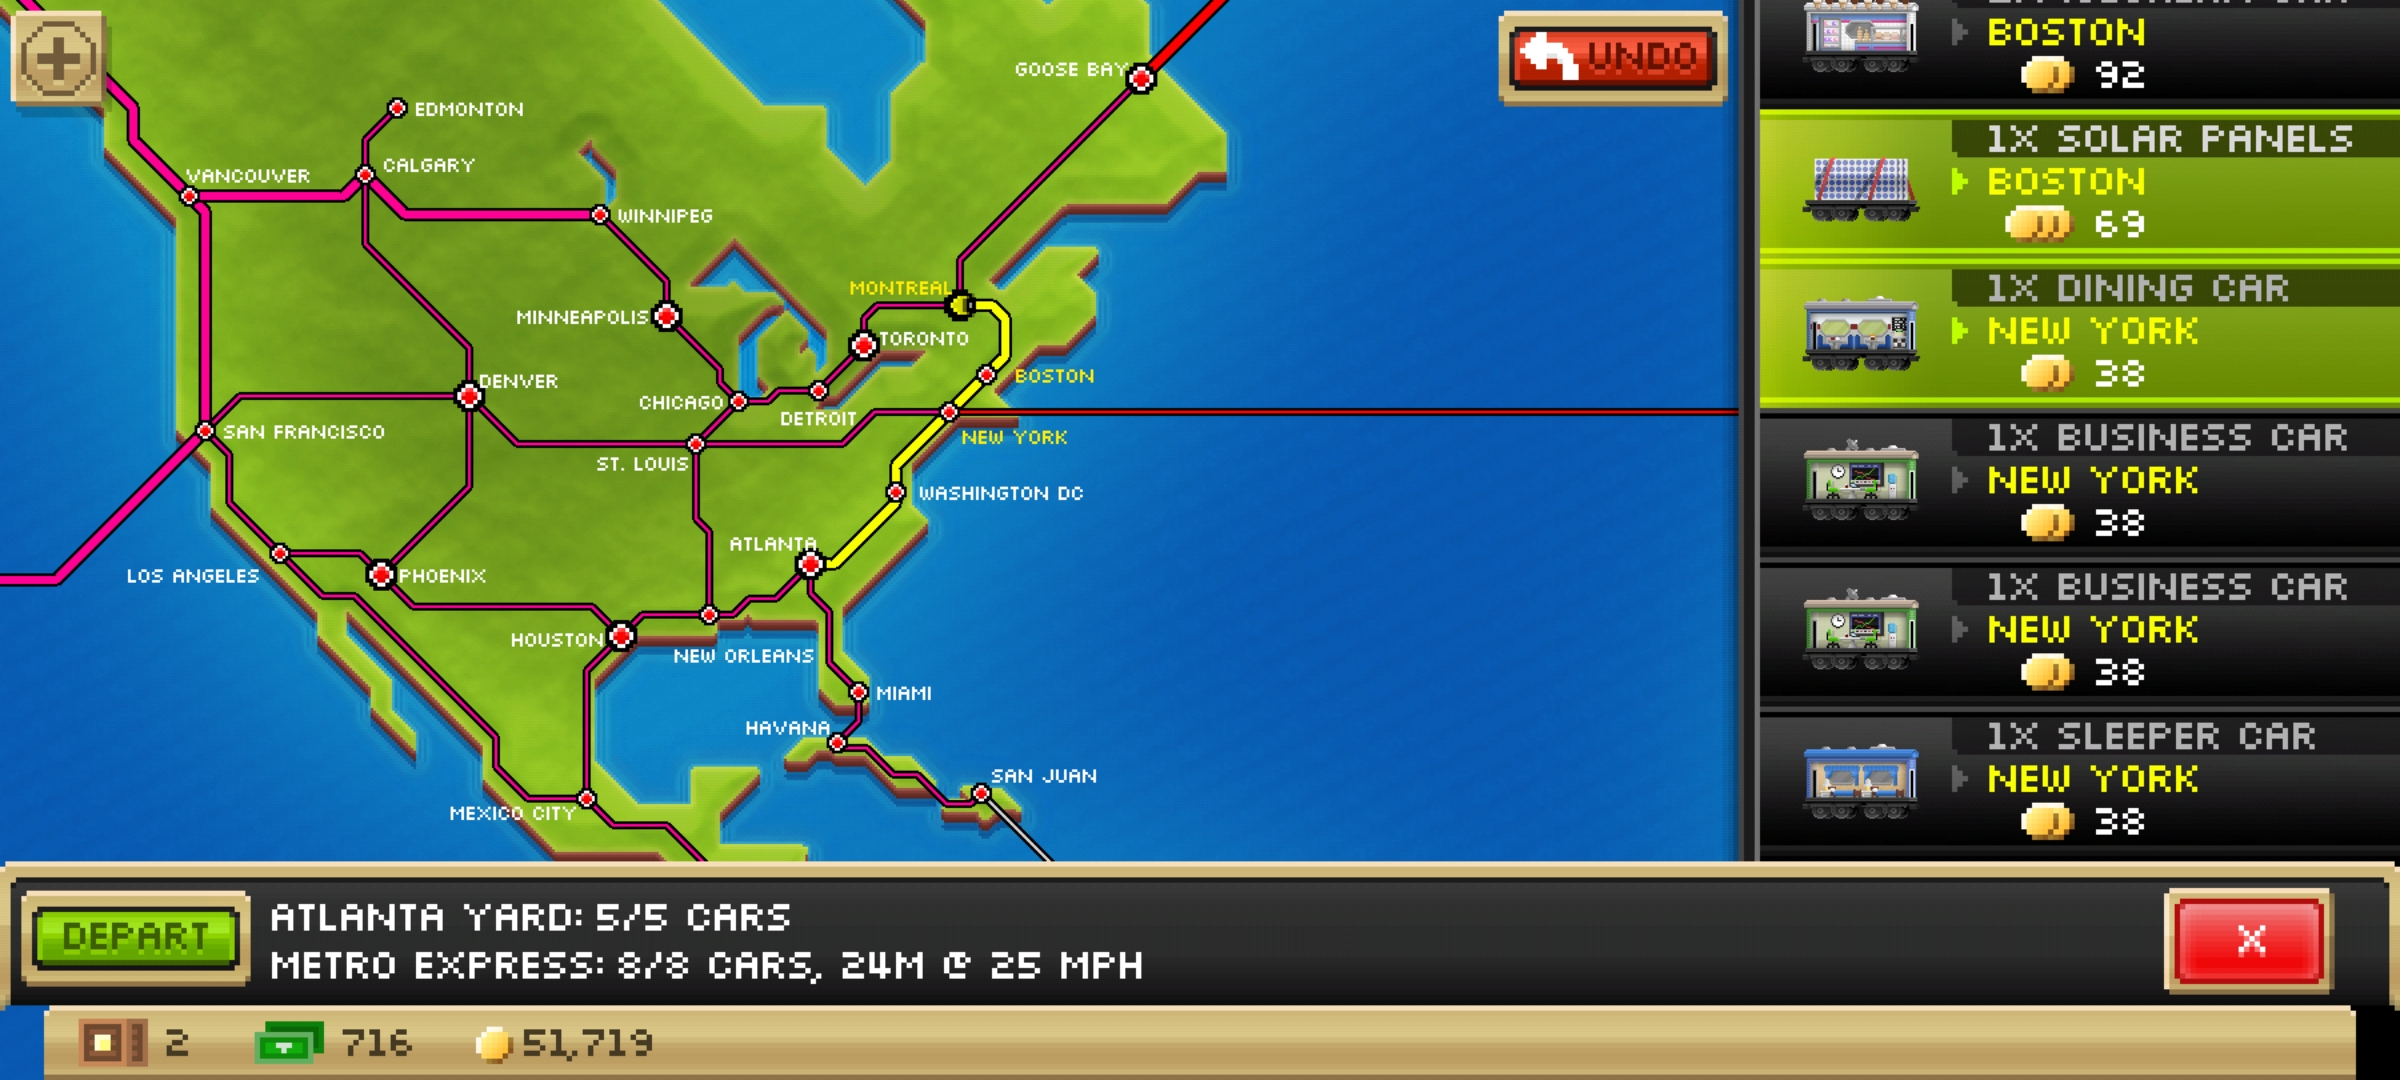 BOSTON
92
GOOSE BAY
UNDO
EDMONTON
1X SOLAR PANELS
BOSTON
69
CALGARY
VANCOUVER
WINNIPEG
1X DINING CAR
NEW YORK
38
MONTREAL
MINNEAPOLIS
TORONTO
DENVER
BOSTON
CHICAGO
DETROIT
SAN FRANCISCO
NEW YORK
ST. LOUIS
1X BUSINESS CAR
NEW YORK
38
WASHINGTON DC
ATLANTA
LOS ANGELES
PHOENIX
1X BUSINESS CAR
NEW YORK
38
HOUSTON
NEW ORLEANS
MIAMI
HAVANA
SAN JUAN
MEXICO CITY
1X SLEEPER CAR
NEW YORK
38
DEPART
ATLANTA YARD: 5/5 CARS
METRO EXPRESS: 8/8 CARS, 24M @ 25 MPH
X
2
716
51,719